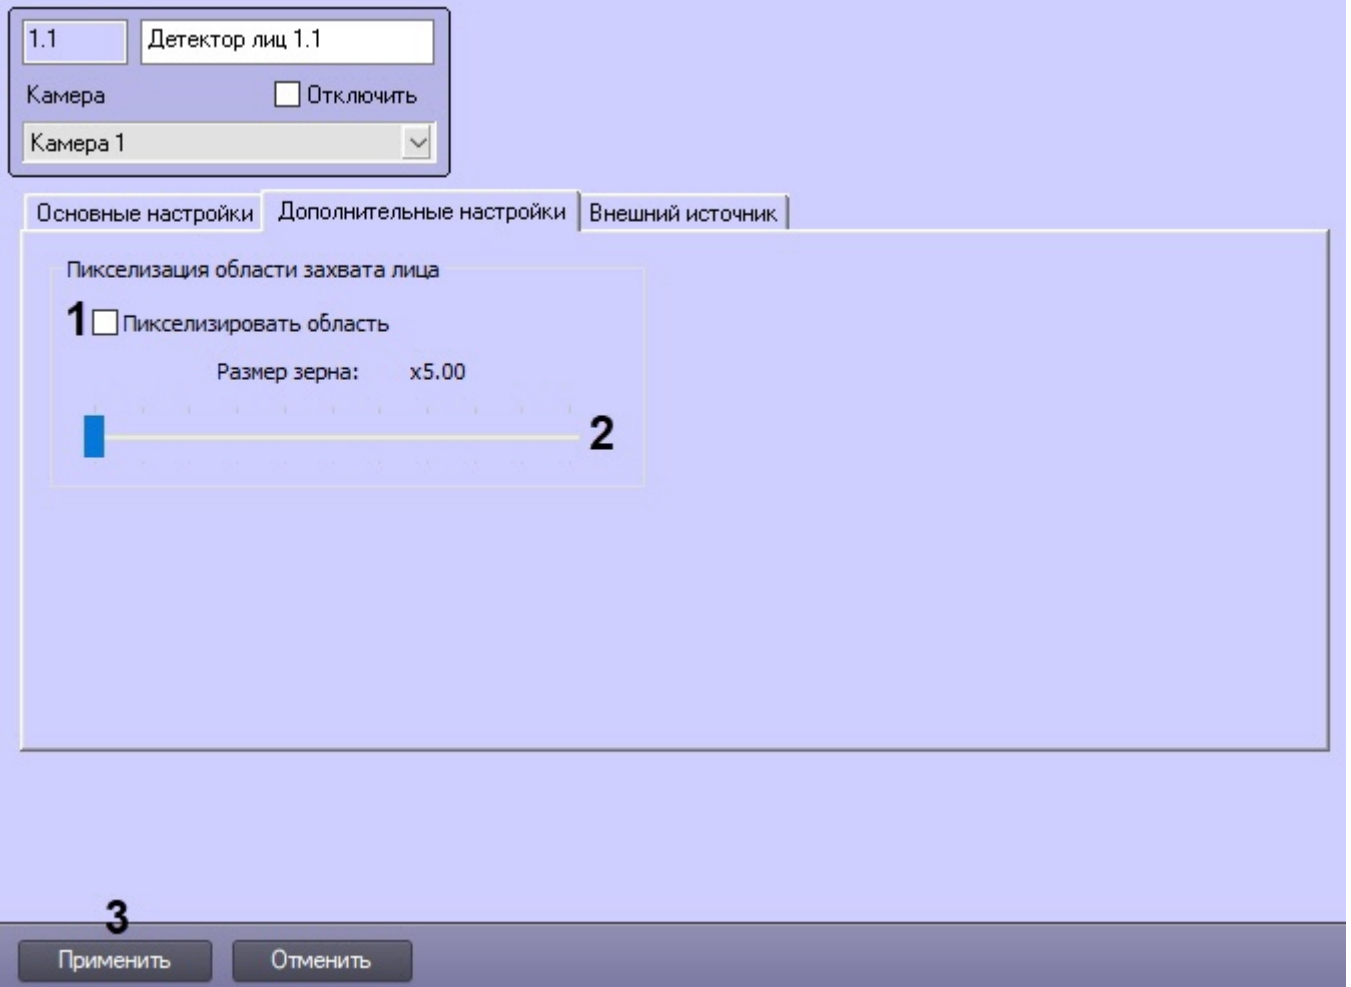 1.1 Детектор лиц 1.1
Камера Отключить
Камера 1
Основные настройки Дополнительные настройки Внешний источник
Пикселизация области захвата лица
1 Пикселизировать область
Размер зерна: x5.00
2
3
Применить Отменить